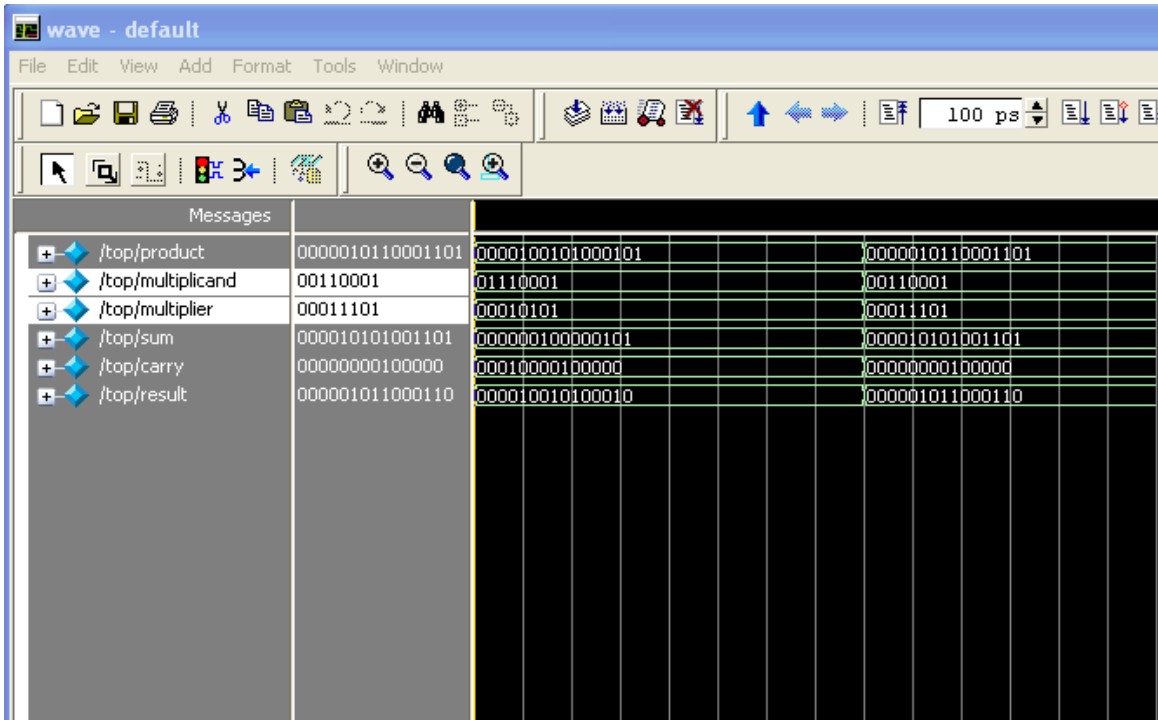 wave - default
File Edit View Add Format Tools Window
100 ps
Messages
/top/product 0000010110001101 0000100101000101 0000010110001101
/top/multiplicand 00110001 01110001 00110001
/top/multiplier 00011101 00010101 00011101
/top/sum 000010101001101 000000100000101 000010101001101
/top/carry 00000000100000 00010000100000 00000000100000
/top/result 000001011000110 000010010100010 000001011000110